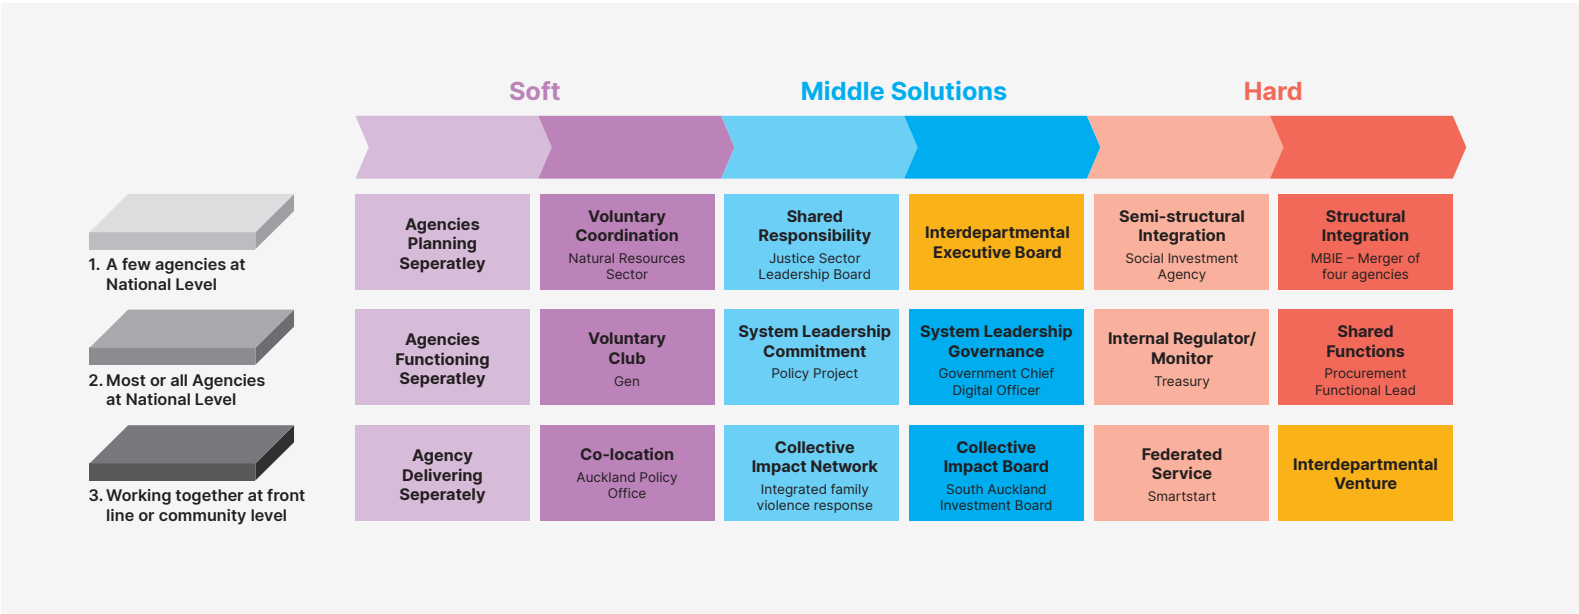 Soft
Middle Solutions
Hard
1. A few agencies at
National Level
Agencies
Planning
Seperatley
Voluntary
Coordination
Natural Resources
Sector
Shared
Responsibility
Justice Sector
Leadership Board
Interdepartmental
Executive Board
Semi-structural
Integration
Social Investment
Agency
Structural
Integration
MBIE – Merger of
four agencies
2. Most or all Agencies
at National Level
Agencies
Functioning
Seperatley
Voluntary
Club
Gen
System Leadership
Commitment
Policy Project
System Leadership
Governance
Government Chief
Digital Officer
Internal Regulator/
Monitor
Treasury
Shared
Functions
Procurement
Functional Lead
3. Working together at front
line or community level
Agency
Delivering
Seperately
Co-location
Auckland Policy
Office
Collective
Impact Network
Integrated family
violence response
Collective
Impact Board
South Auckland
Investment Board
Federated
Service
Smartstart
Interdepartmental
Venture